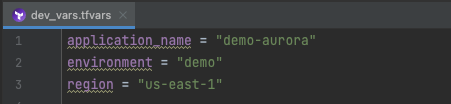 dev_vars.tfvars
1 application_name = "demo-aurora"
2 environment = "demo"
3 region = "us-east-1"